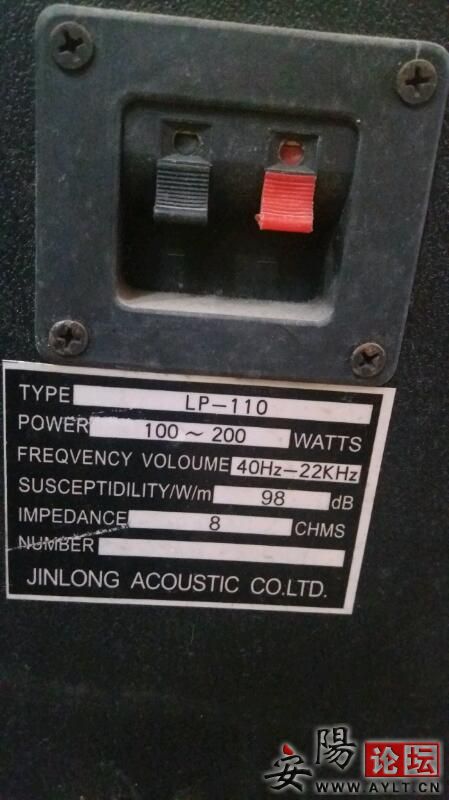 TYPE LP-110
POWER 100~200 WATTS
FREQVENCY VOLOUME 40Hz-22KHz
SUSCEPTIDILITY/W/m 98 dB
IMPEDANCE 8 CHMS
NUMBER
JINLONG ACOUSTIC CO.LTD.
安陽论坛
WWW.AYLT.CN